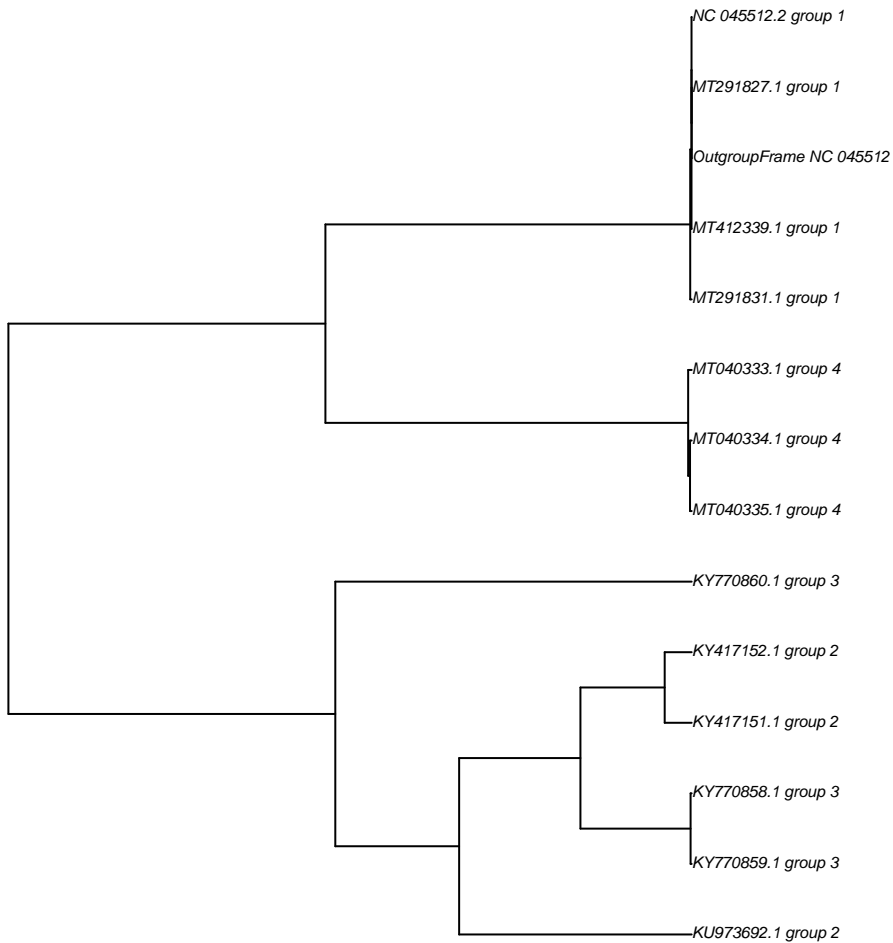 NC 045512.2 group 1
MT291827.1 group 1
OutgroupFrame NC 045512
MT412339.1 group 1
MT291831.1 group 1
MT040333.1 group 4
MT040334.1 group 4
MT040335.1 group 4
KY770860.1 group 3
KY417152.1 group 2
KY417151.1 group 2
KY770858.1 group 3
KY770859.1 group 3
KU973692.1 group 2